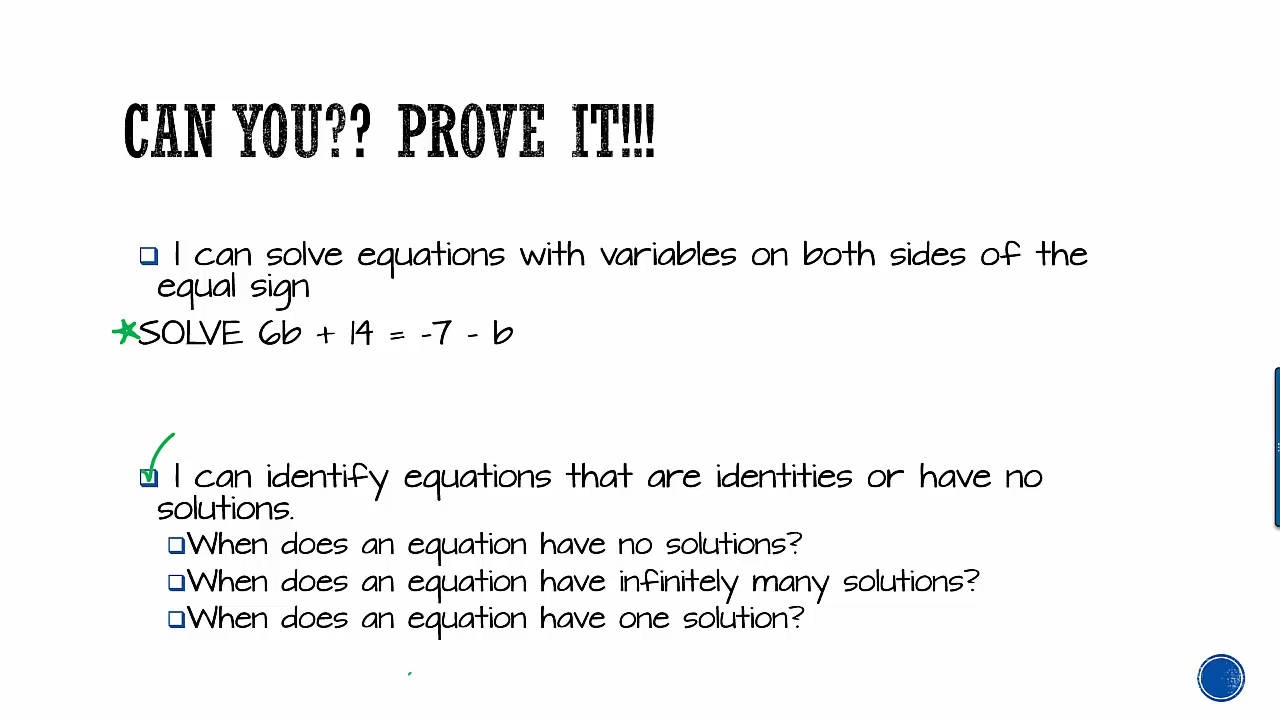 CAN YOU?? PROVE IT!!!
I can solve equations with variables on both sides of the
equal sign
SOLVE 6b + 14 = -7 - b
I can identify equations that are identities or have no
solutions.
When does an equation have no solutions?
When does an equation have infinitely many solutions?
When does an equation have one solution?